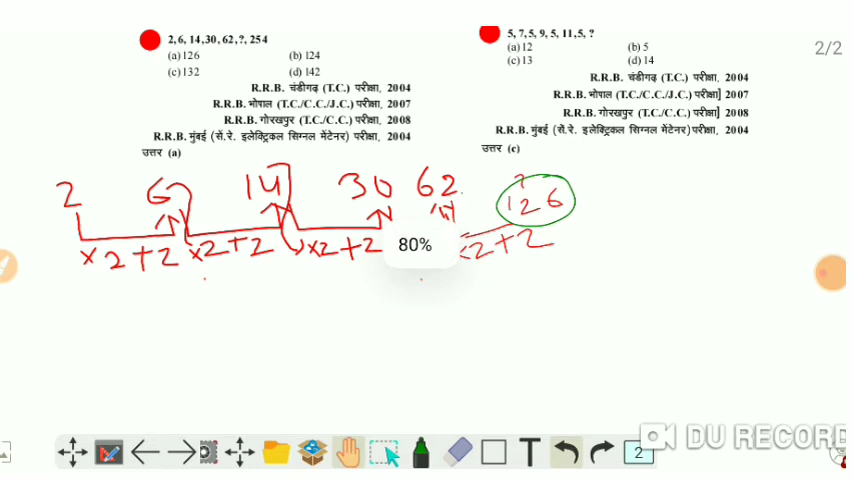 2, 6, 14, 30, 62, ?, 254
(a) 126 (b) 124
(c) 132 (d) 142
R.R.B. चंडीगढ़ (T.C.) परीक्षा, 2004
R.R.B. भोपाल (T.C./C.C./J.C.) परीक्षा, 2007
R.R.B. गोरखपुर (T.C./C.C.) परीक्षा, 2008
R.R.B. मुंबई (सें.रे. इलेक्ट्रिकल सिग्नल मेंटेनर) परीक्षा, 2004
उत्तर (a)
5, 7, 5, 9, 5, 11, 5, ?
(a) 12 (b) 5
(c) 13 (d) 14
R.R.B. चंडीगढ़ (T.C.) परीक्षा, 2004
R.R.B. भोपाल (T.C./C.C./J.C.) परीक्षा] 2007
R.R.B. गोरखपुर (T.C./C.C.) परीक्षा] 2008
R.R.B. मुंबई (सें.रे. इलेक्ट्रिकल सिग्नल मेंटेनर) परीक्षा, 2004
उत्तर (c)
2/2
?
2 6 14 30 62 126
×2+2 ×2+2 ×2+2 ×2+2
80%
T 2
DU RECORD